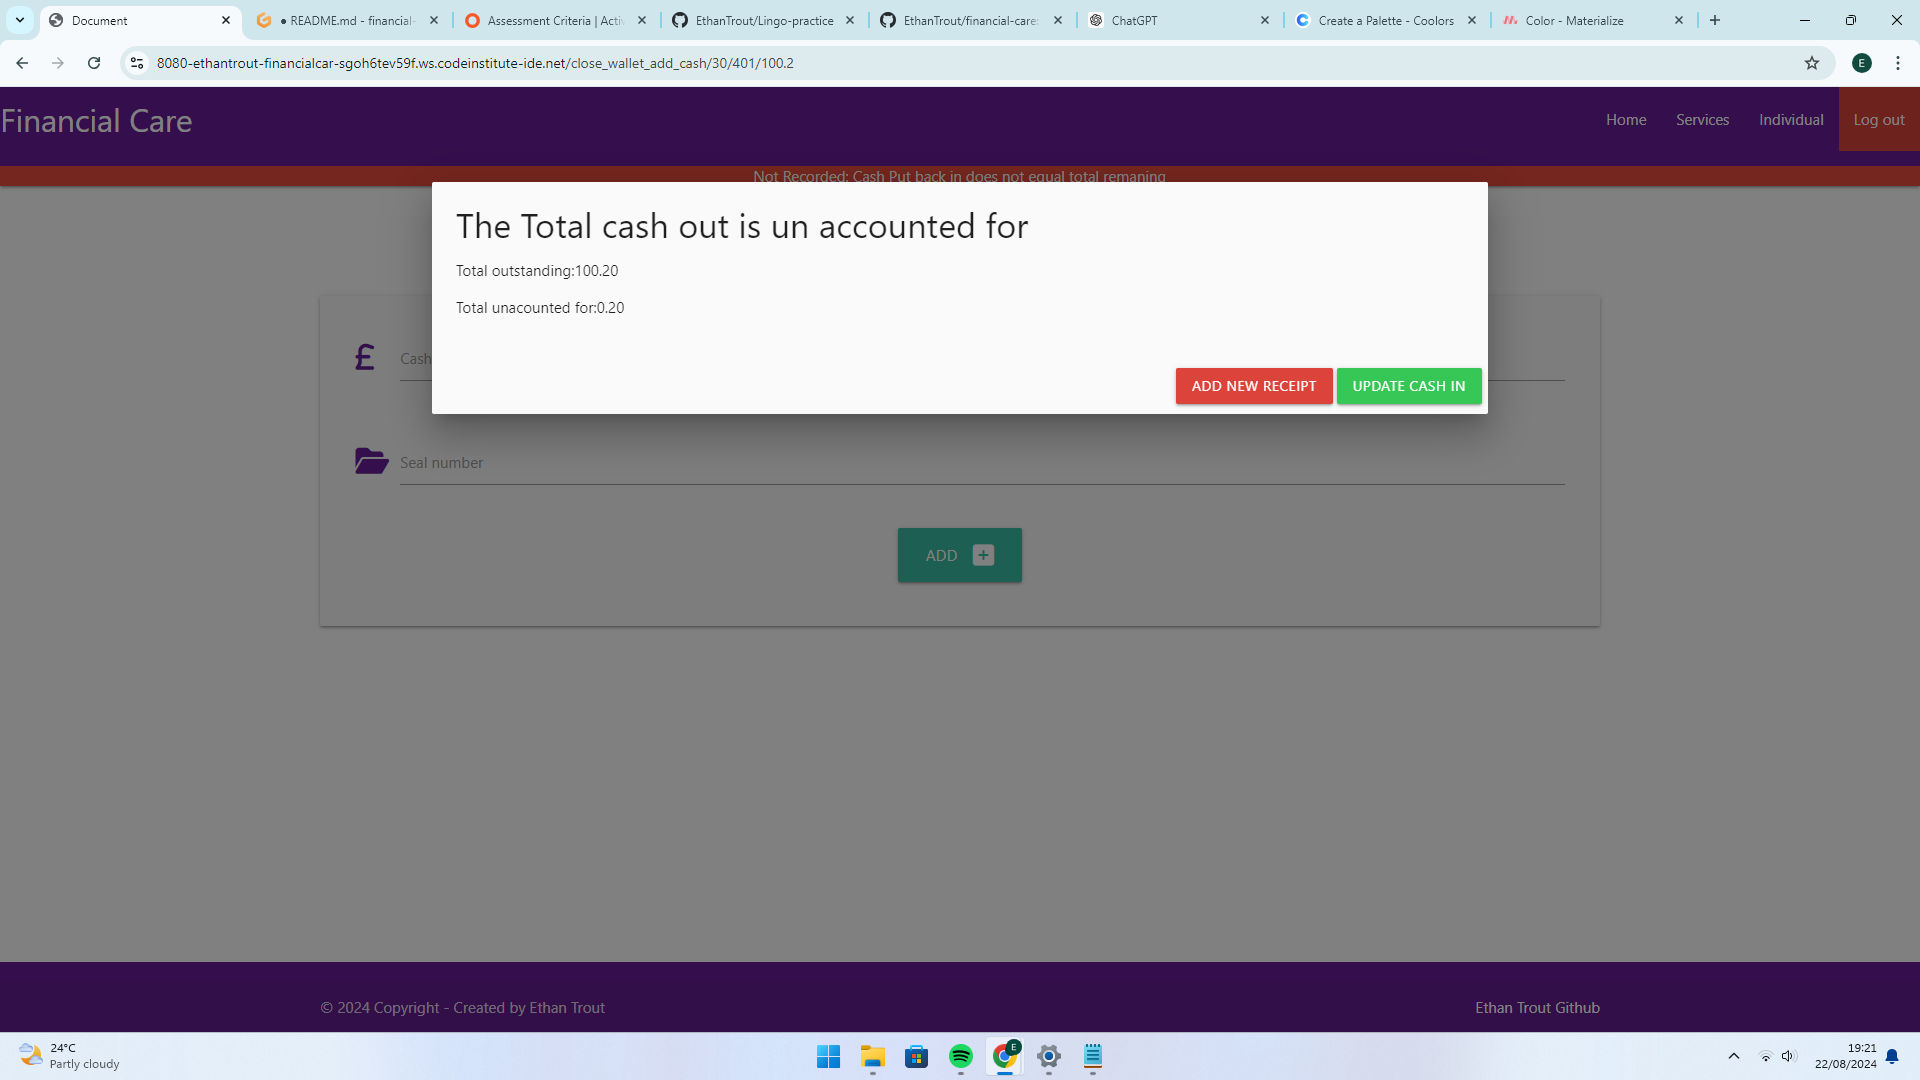 Document
README.md - financial-
Assessment Criteria | Activ
EthanTrout/Lingo-practice
EthanTrout/financial-care:
ChatGPT
Create a Palette - Coolors
Color - Materialize
8080-ethantrout-financialcar-sgoh6tev59f.ws.codeinstitute-ide.net/close_wallet_add_cash/30/401/100.2
E
Financial Care
Home
Services
Individual
Log out
Not Recorded: Cash Put back in does not equal total remaning
The Total cash out is un accounted for
Total outstanding:100.20
Total unacounted for:0.20
£
Cash
ADD NEW RECEIPT
UPDATE CASH IN
Seal number
ADD
© 2024 Copyright - Created by Ethan Trout
Ethan Trout Github
24°C
Partly cloudy
E
19:21
22/08/2024